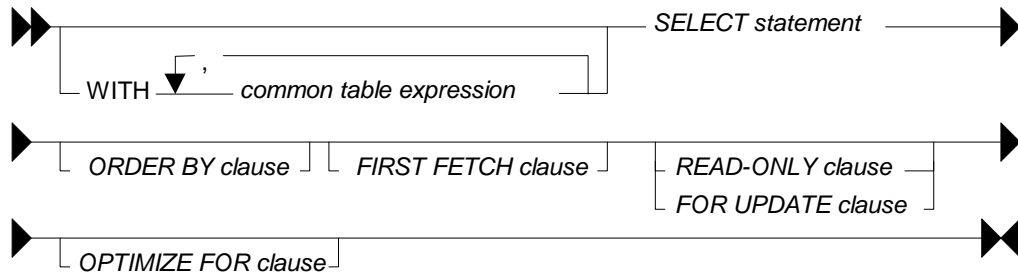 SELECT statement
,
WITH common table expression
ORDER BY clause FIRST FETCH clause READ-ONLY clause
FOR UPDATE clause
OPTIMIZE FOR clause